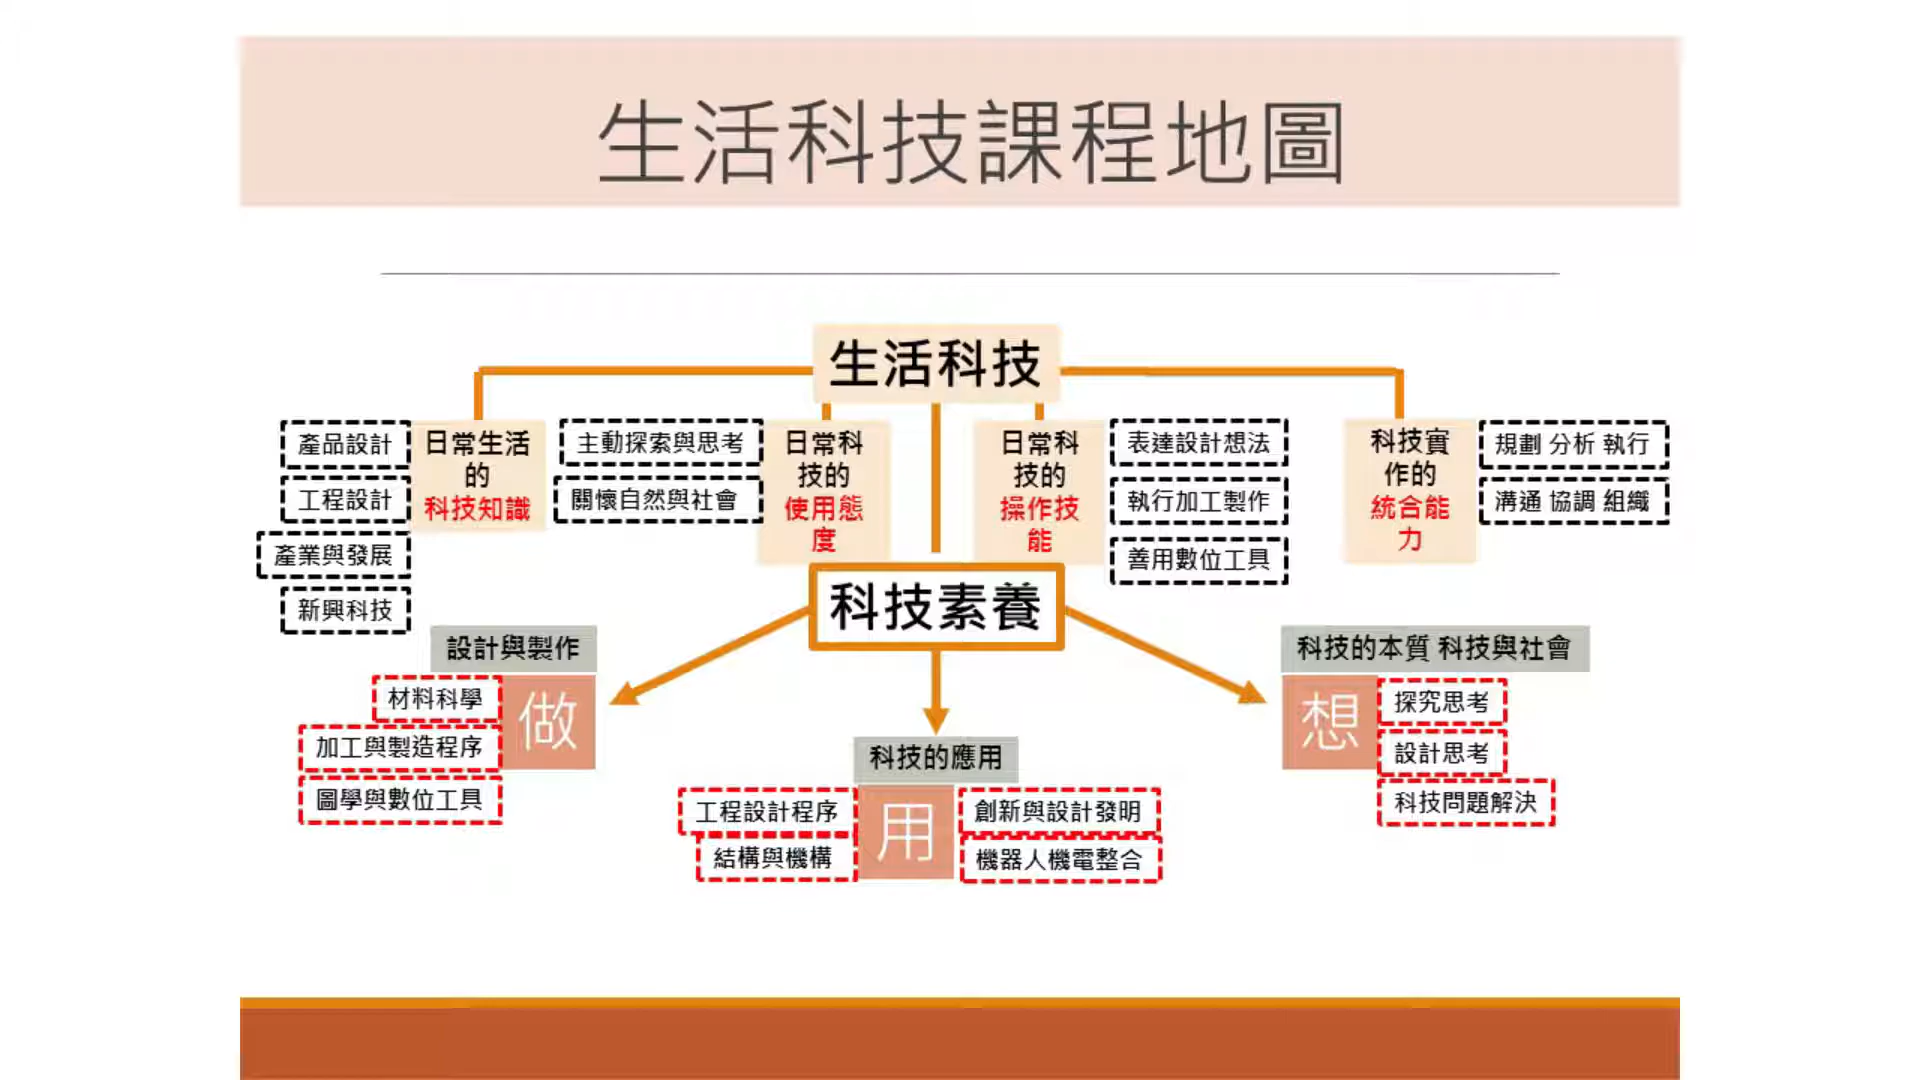 生活科技課程地圖
生活科技
產品設計
工程設計
產業與發展
新興科技
日常生活
的
科技知識
主動探索與思考
關懷自然與社會
日常科
技的
使用態
度
日常科
技的
操作技
能
表達設計想法
執行加工製作
善用數位工具
科技實
作的
統合能
力
規劃 分析 執行
溝通 協調 組織
科技素養
設計與製作
做
材料科學
加工與製造程序
圖學與數位工具
科技的應用
用
工程設計程序
結構與機構
創新與設計發明
機器人機電整合
科技的本質 科技與社會
想
探究思考
設計思考
科技問題解決